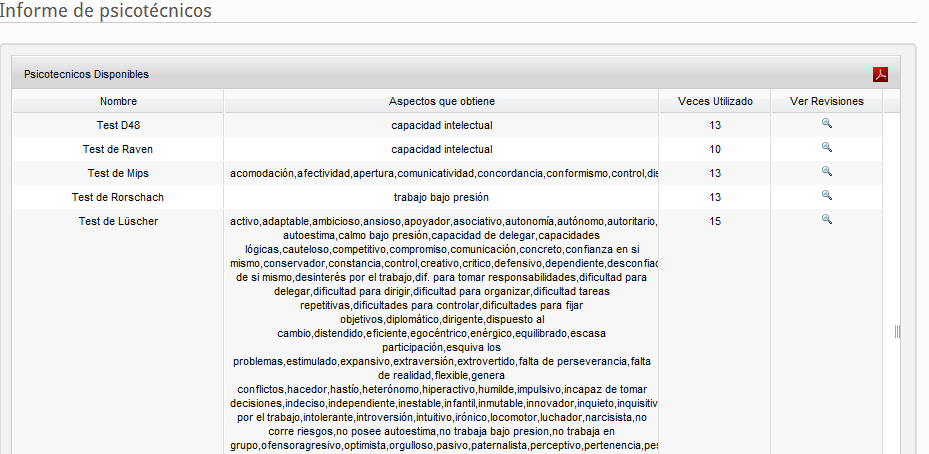 Informe de psicotécnicos
Psicotecnicos Disponibles
Nombre Aspectos que obtiene Veces Utilizado Ver Revisiones
Test D48 capacidad intelectual 13
Test de Raven capacidad intelectual 10
Test de Mips acomodación,afectividad,apertura,comunicatividad,concordancia,conformismo,control,dis 13
Test de Rorschach trabajo bajo presión 13
Test de Lüscher activo,adaptable,ambicioso,ansioso,apoyador,asociativo,autonomía,autónomo,autoritario, 15
autoestima,calmo bajo presión,capacidad de delegar,capacidades
lógicas,cauteloso,competitivo,compromiso,comunicación,concreto,confianza en si
mismo,conservador,constancia,control,creativo,critico,defensivo,dependiente,desconfiac
de si mismo,desinterés por el trabajo,dif. para tomar responsabilidades,dificultad para
delegar,dificultad para dirigir,dificultad para organizar,dificultad tareas
repetitivas,dificultades para controlar,dificultades para fijar
objetivos,diplomático,dirigente,dispuesto al
cambio,distendido,eficiente,egocéntrico,enérgico,equilibrado,escasa
participación,esquiva los
problemas,estimulado,expansivo,extraversión,extrovertido,falta de perseverancia,falta
de realidad,flexible,genera
conflictos,hacedor,hastío,heterónomo,hiperactivo,humilde,impulsivo,incapaz de tomar
decisiones,indeciso,independiente,inestable,infantil,inmutable,innovador,inquieto,inquisitiv
por el trabajo,intolerante,introversión,intuitivo,irónico,locomotor,luchador,narcisista,no
corre riesgos,no posee autoestima,no trabaja bajo presion,no trabaja en
grupo,ofensoragresivo,optimista,orgulloso,pasivo,paternalista,perceptivo,pertenencia,pes